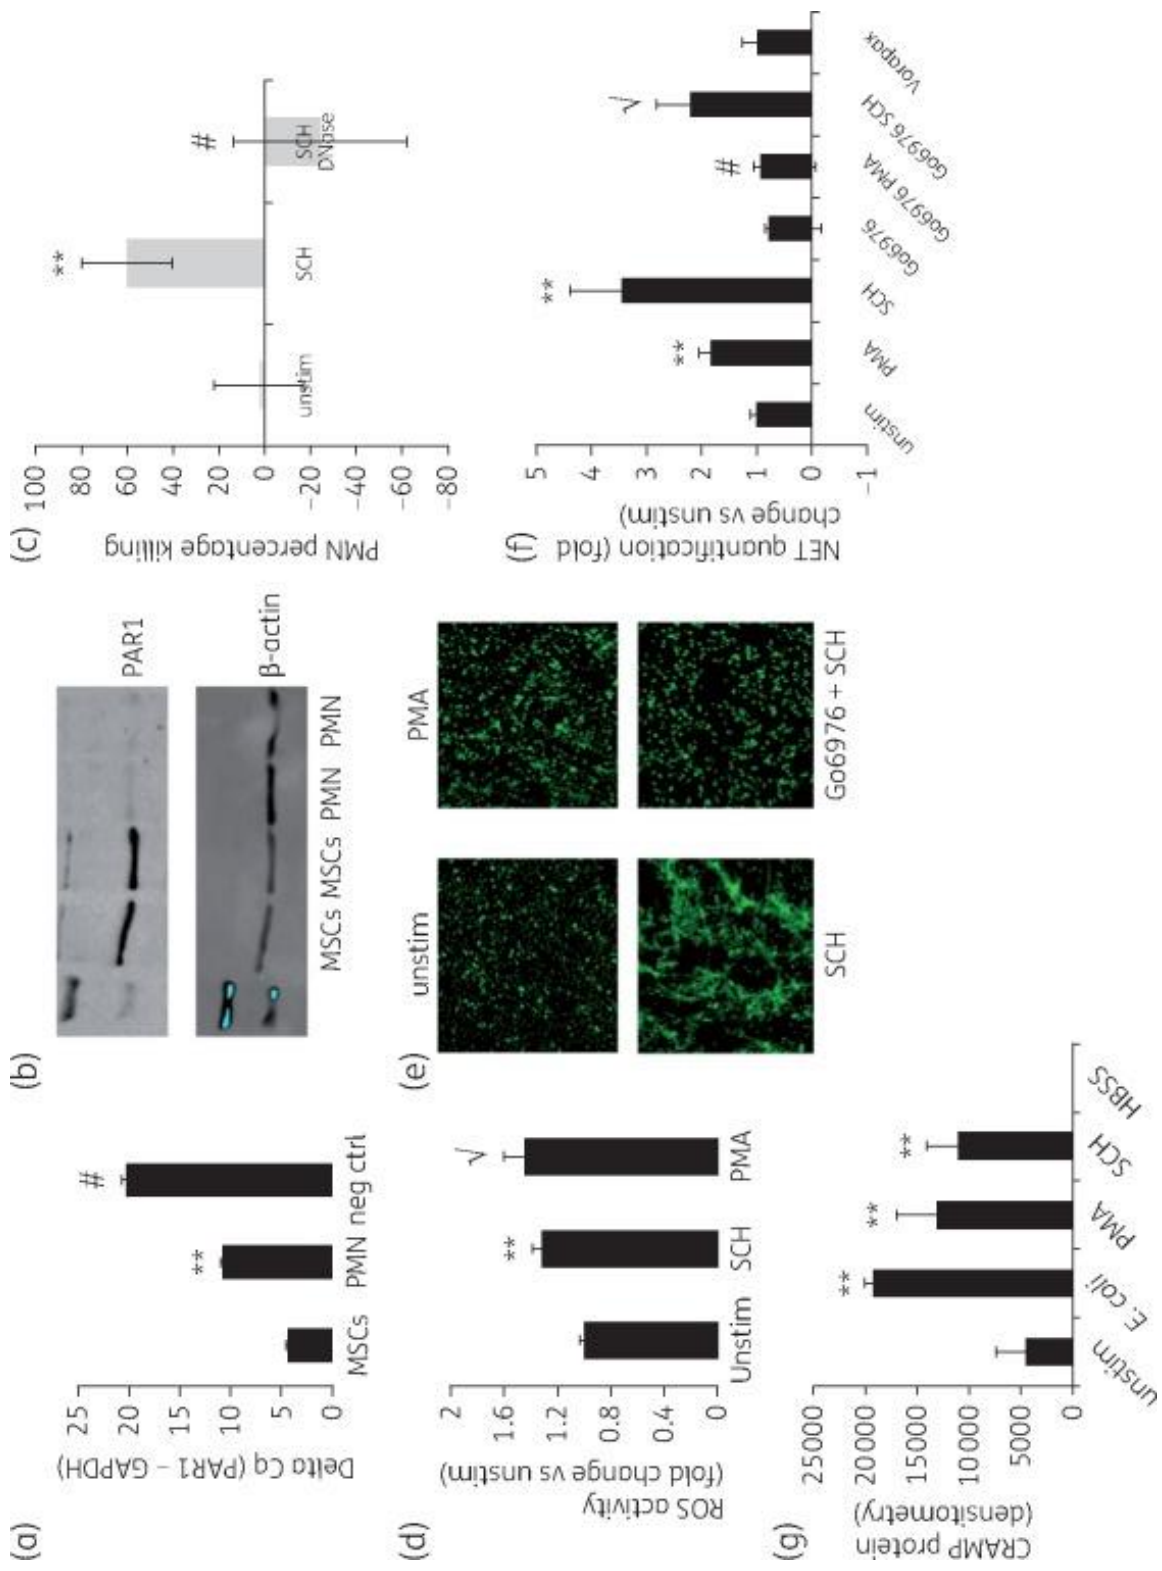 (a)
Delta Cq (PAR1 – GAPDH)
25
20
15
10
5
0
**
#
MSCs PMN neg ctrl
(b)
PAR1
β-actin
MSCs MSCs PMN PMN
(c)
PMN percentage killing
100
80
60
40
20
0
−20
−40
−60
−80
**
#
unstim
SCH
SCH
DNase
(d)
ROS activity
(fold change vs unstim)
2
1.6
1.2
0.8
0.4
0
**
√
Unstim SCH PMA
(e)
unstim
PMA
SCH
Go6976 + SCH
(f)
NET quantification (fold
change vs unstim)
5
4
3
2
1
0
−1
**
**
#
√
unstim
PMA
SCH
Go6976
Go6976 PMA
Go6976 SCH
Vorapax
(g)
CRAMP protein
(densitometry)
25000
20000
15000
10000
5000
0
**
**
**
unstim
E. coli
PMA
SCH
HBSS